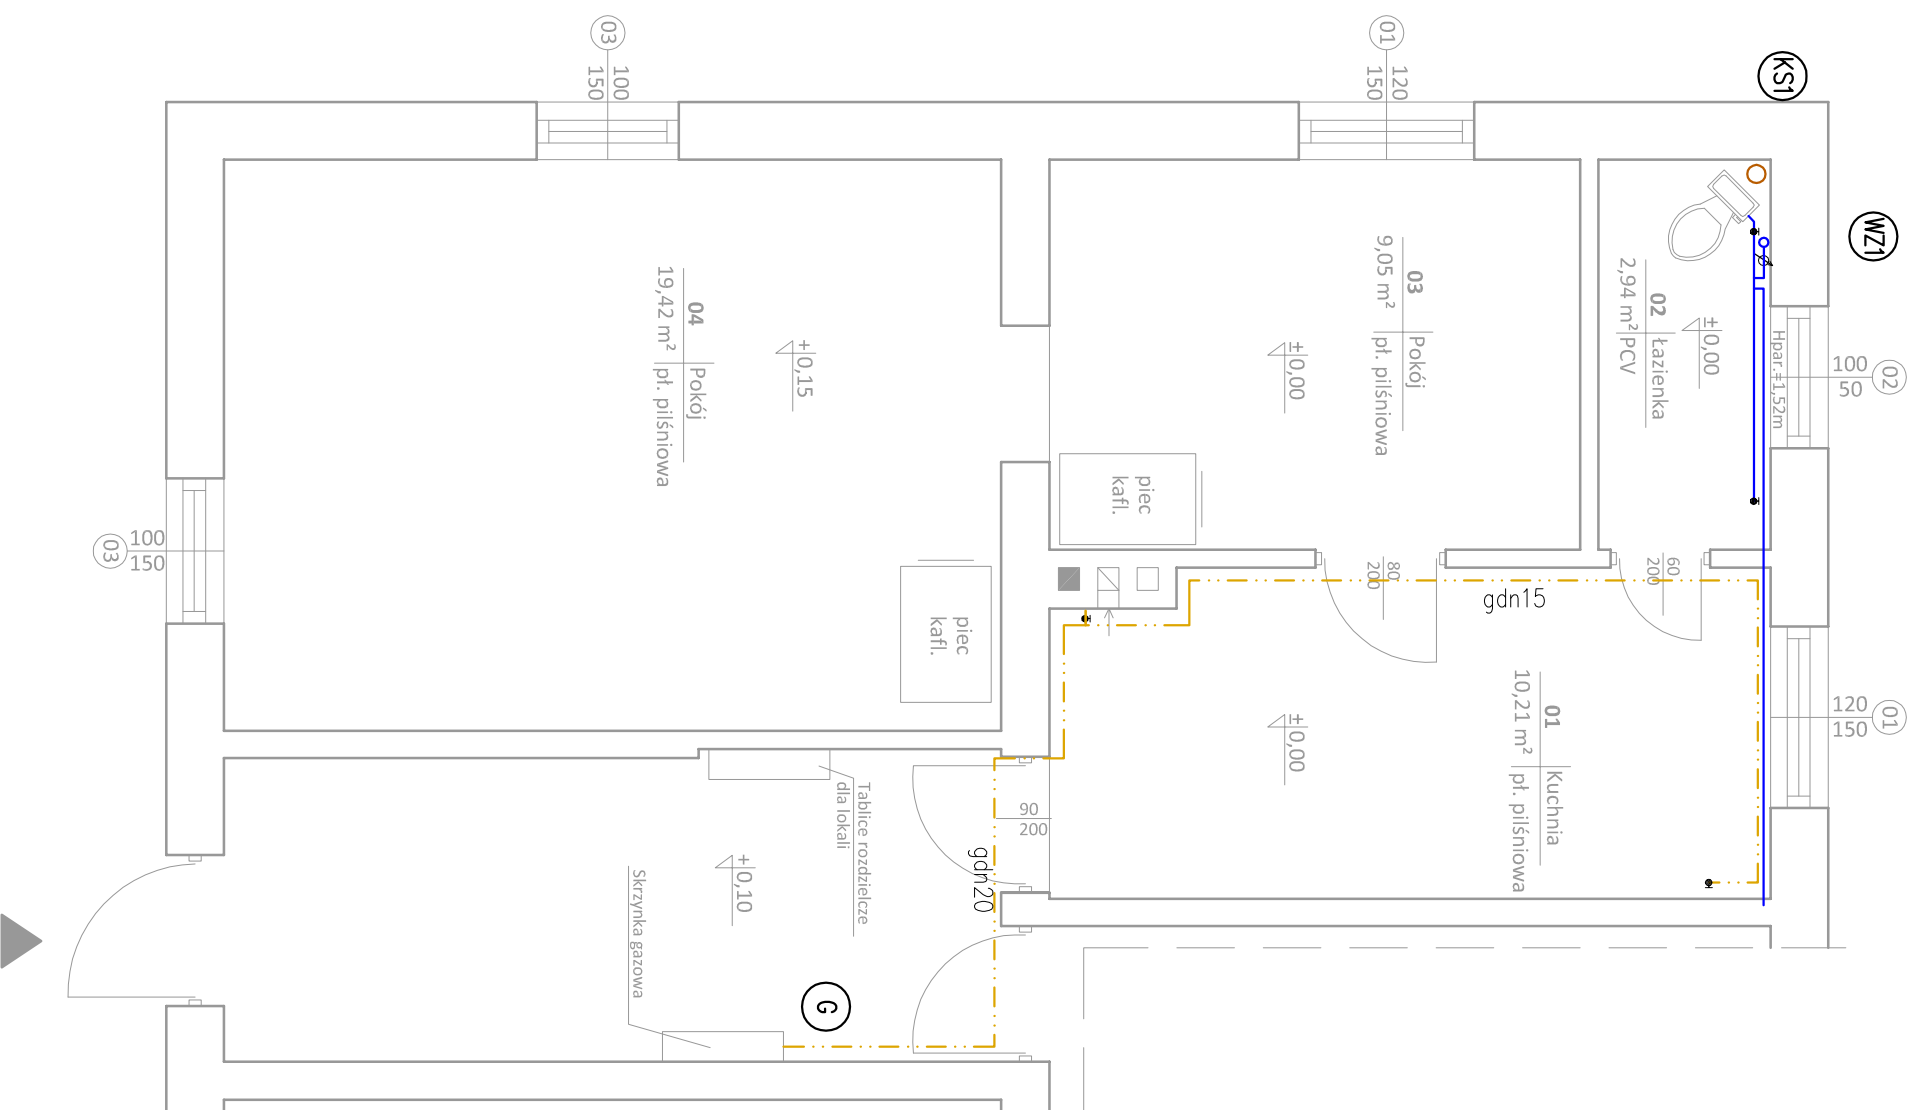 03
100
150
01
120
150
KS1
WZ1
02
100
50
01
120
150
03
100
150
04
19,42 m²
Pokój
pł. pilśniowa
+0,15
03
9,05 m²
Pokój
pł. pilśniowa
±0,00
02
2,94 m²
Łazienka
PCV
±0,00
Hpar.=1,52m
piec
kafl.
piec
kafl.
80
200
60
200
gdn15
01
10,21 m²
Kuchnia
pł. pilśniowa
±0,00
90
200
gdn20
Tablice rozdzielcze
dla lokali
+0,10
Skrzynka gazowa
G